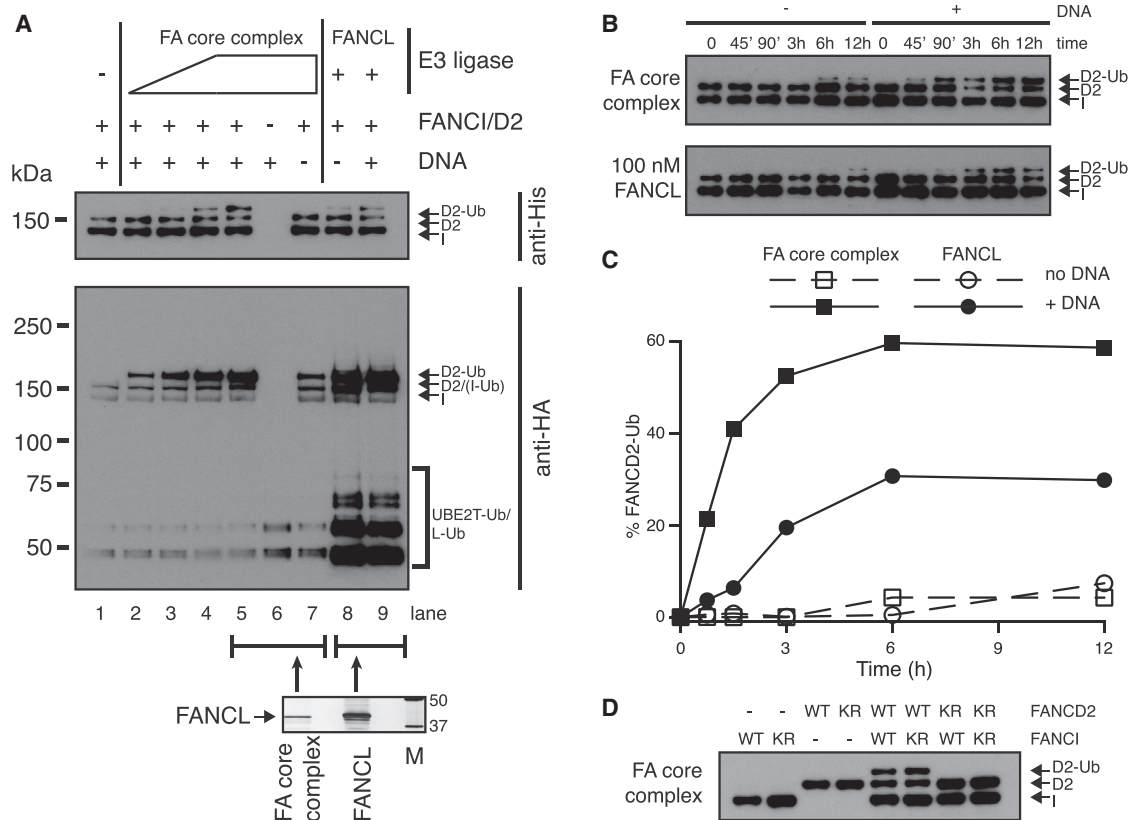 A
FA core complex
FANCL
E3 ligase
- + +
FANCI/D2
+ + + + + - + + +
DNA
+ + + + + + - - +
kDa
150
D2-Ub
D2
I
anti-His
250
150
100
75
50
D2-Ub
D2/(I-Ub)
I
anti-HA
UBE2T-Ub/
L-Ub
1 2 3 4 5 6 7 8 9 lane
FANCL
50
37
FA core
complex
FANCL
M
B
- + DNA
0 45' 90' 3h 6h 12h 0 45' 90' 3h 6h 12h time
FA core
complex
D2-Ub
D2
I
100 nM
FANCL
D2-Ub
D2
I
C
FA core complex FANCL
no DNA
+ DNA
% FANCD2-Ub
60
40
20
0
0 3 6 9 12
Time (h)
D
- - WT KR WT WT KR KR FANCD2
WT KR - - WT KR WT KR FANCI
FA core
complex
D2-Ub
D2
I